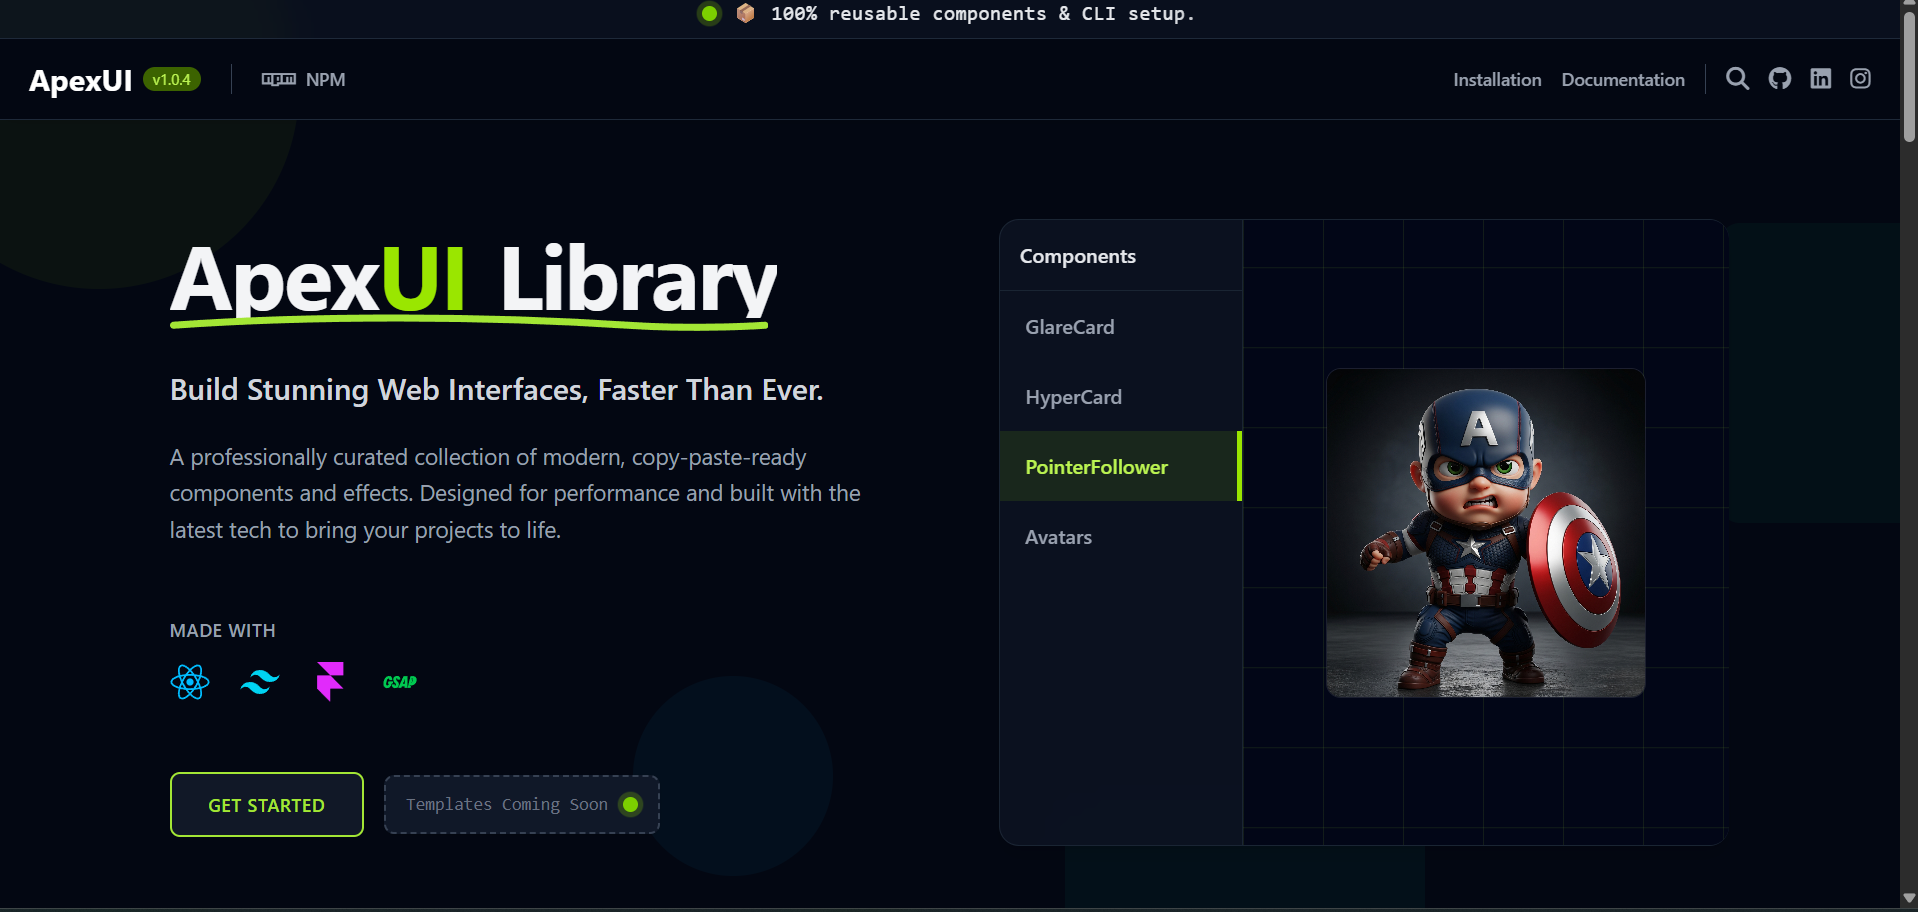 100% reusable components & CLI setup.
ApexUI v1.0.4
npm NPM
Installation Documentation
ApexUI Library
Build Stunning Web Interfaces, Faster Than Ever.
A professionally curated collection of modern, copy-paste-ready
components and effects. Designed for performance and built with the
latest tech to bring your projects to life.
MADE WITH
GSAP
GET STARTED
Templates Coming Soon
Components
GlareCard
HyperCard
PointerFollower
Avatars
A